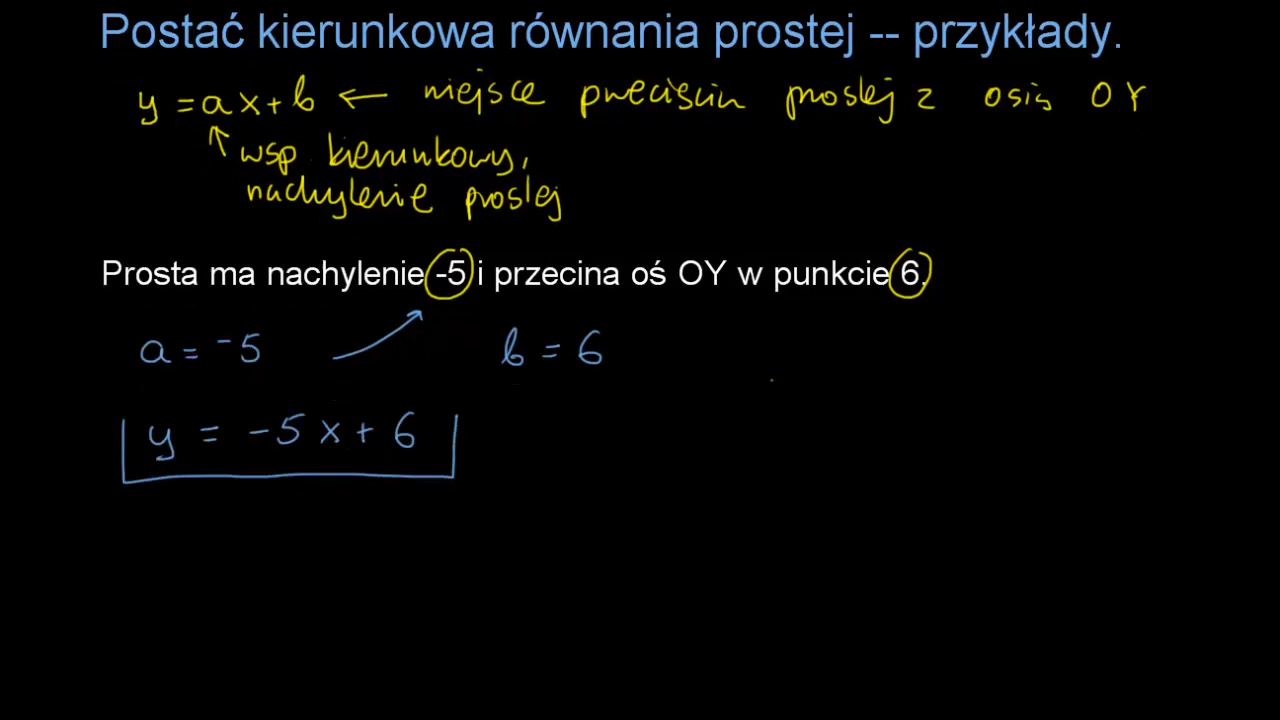 Postać kierunkowa równania prostej -- przykłady.
y = ax + b ← miejsce przecięcia prostej z osią OY
wsp kierunkowy,
nachylenie prostej
Prosta ma nachylenie -5 i przecina oś OY w punkcie 6.
a = -5 b = 6
y = -5x + 6